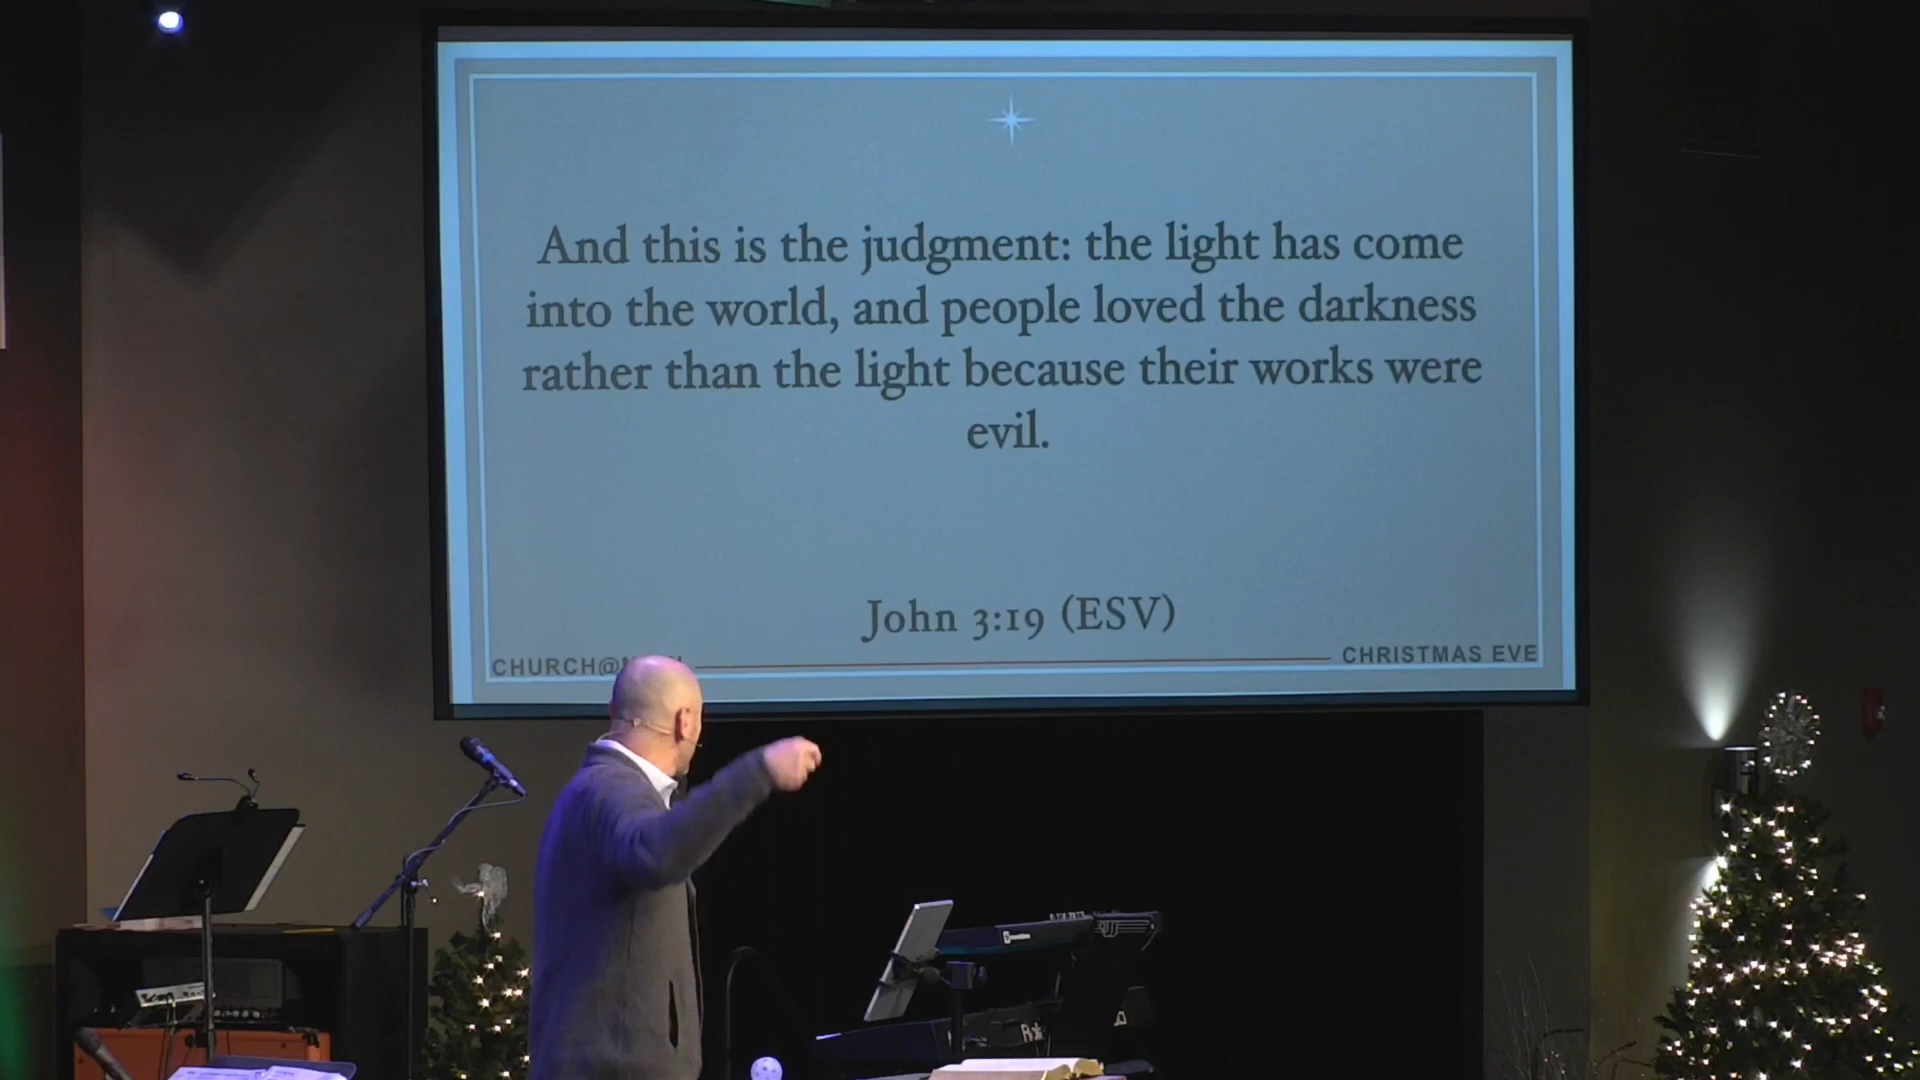 And this is the judgment: the light has come
into the world, and people loved the darkness
rather than the light because their works were
evil.
John 3:19 (ESV)
CHRISTMAS EVE